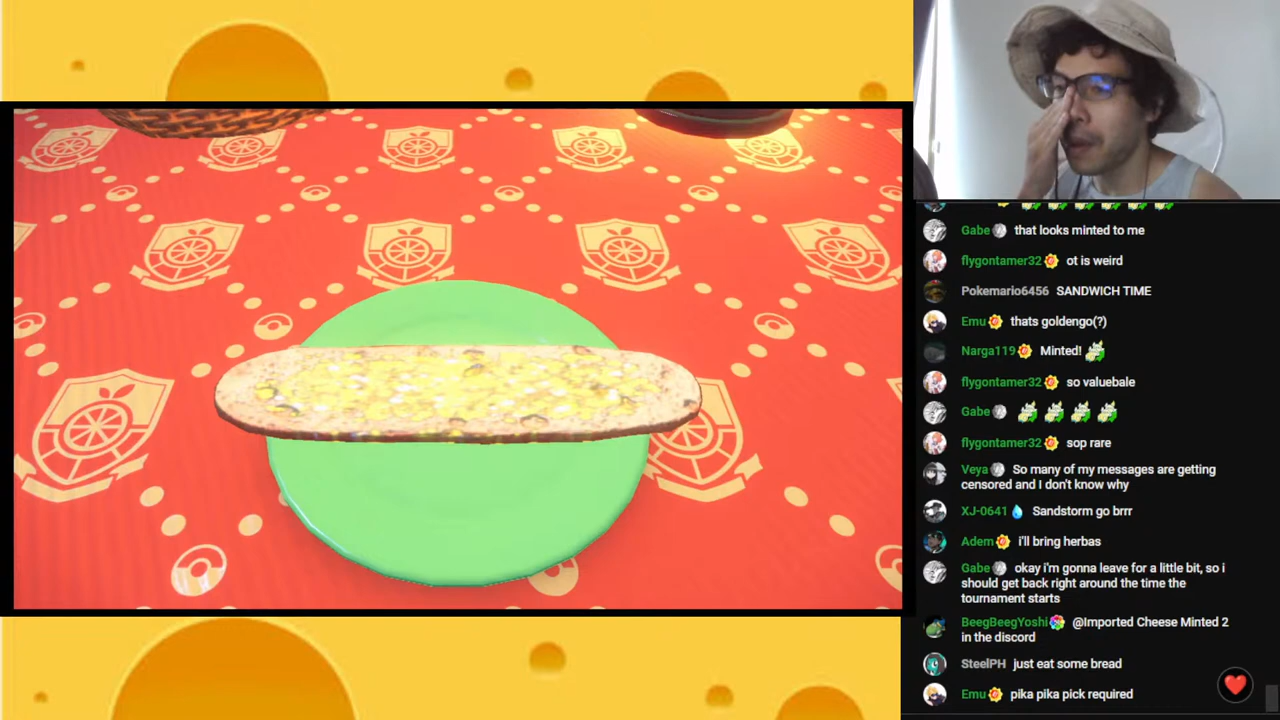 Gabe that looks minted to me
flygontamer32 ot is weird
Pokemario6456 SANDWICH TIME
Emu thats goldengo(?)
Narga119 Minted!
flygontamer32 so valuebale
Gabe
flygontamer32 sop rare
Veya So many of my messages are getting
censored and I don't know why
XJ-0641 Sandstorm go brrr
Adem i'll bring herbas
Gabe okay i'm gonna leave for a little bit, so i
should get back right around the time the
tournament starts
BeegBeegYoshi @Imported Cheese Minted 2
in the discord
SteelPH just eat some bread
Emu pika pika pick required